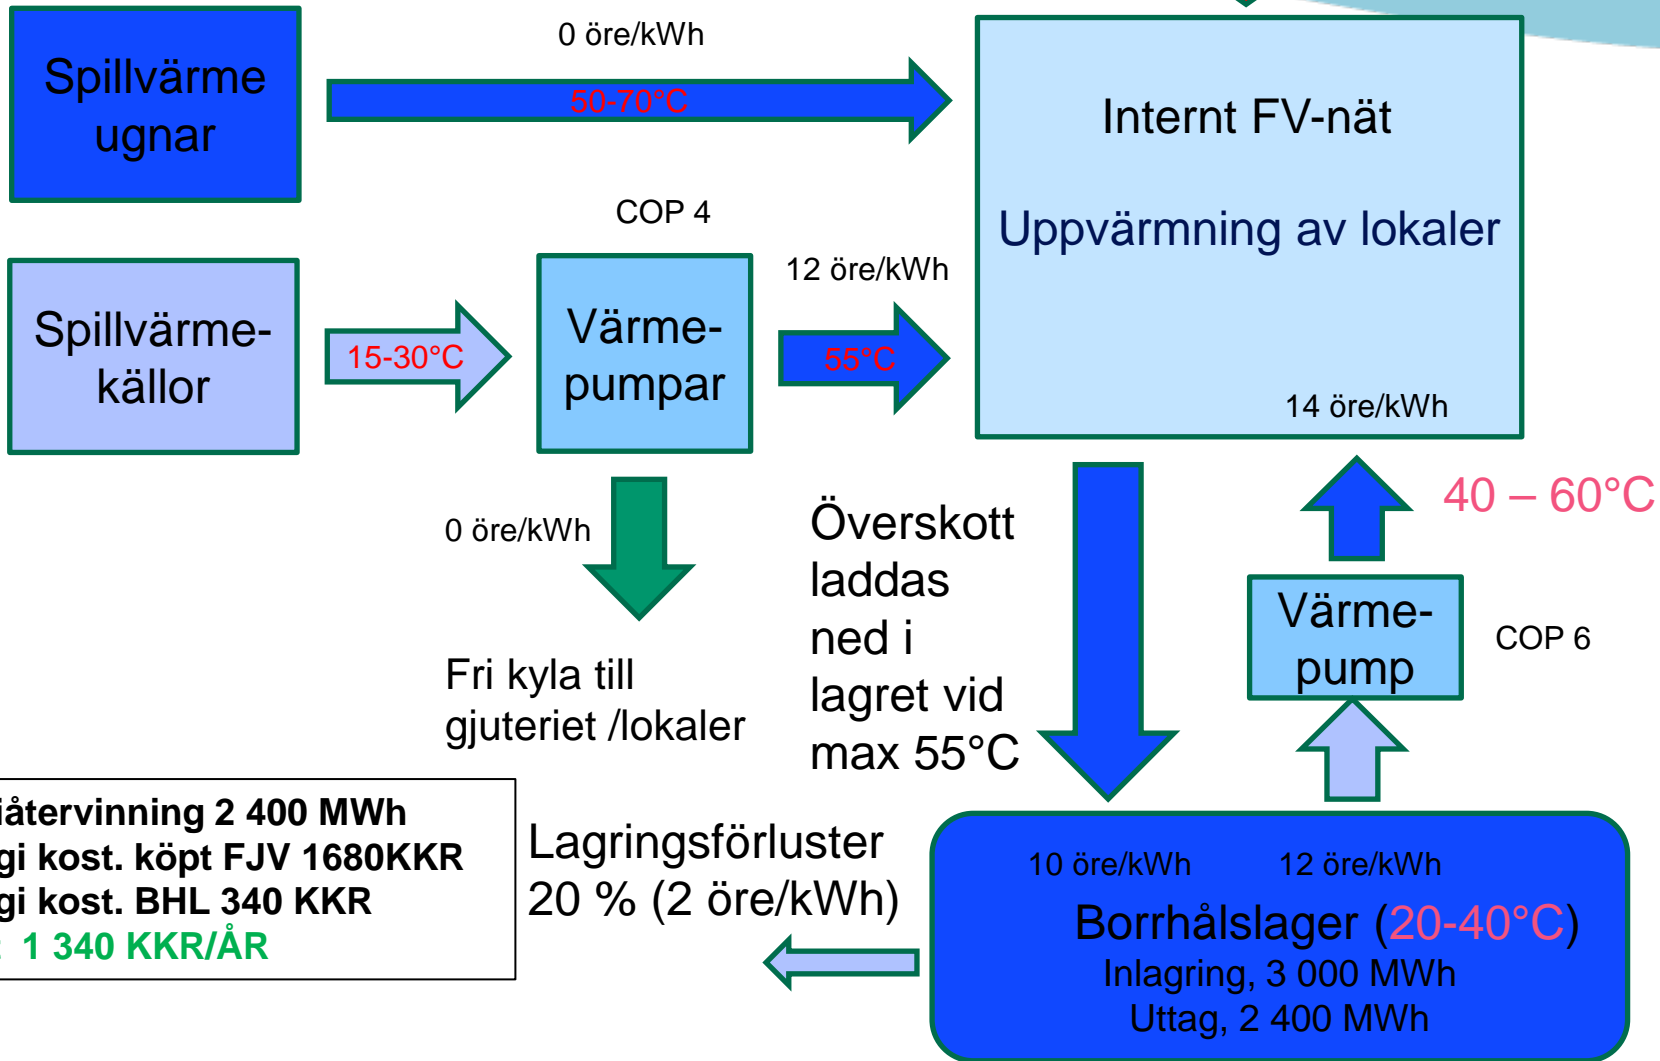 Spillvärme
ugnar
0 öre/kWh
50-70°C
Internt FV-nät
Uppvärmning av lokaler
14 öre/kWh
Spillvärme-
källor
15-30°C
COP 4
Värme-
pumpar
12 öre/kWh
55°C
0 öre/kWh
Fri kyla till
gjuteriet /lokaler
Överskott
laddas
ned i
lagret vid
max 55°C
40 – 60°C
Värme-
pump
COP 6
iåtervinning 2 400 MWh
gi kost. köpt FJV 1680KKR
gi kost. BHL 340 KKR
1 340 KKR/ÅR
Lagringsförluster
20 % (2 öre/kWh)
10 öre/kWh 12 öre/kWh
Borrhålslager (20-40°C)
Inlagring, 3 000 MWh
Uttag, 2 400 MWh